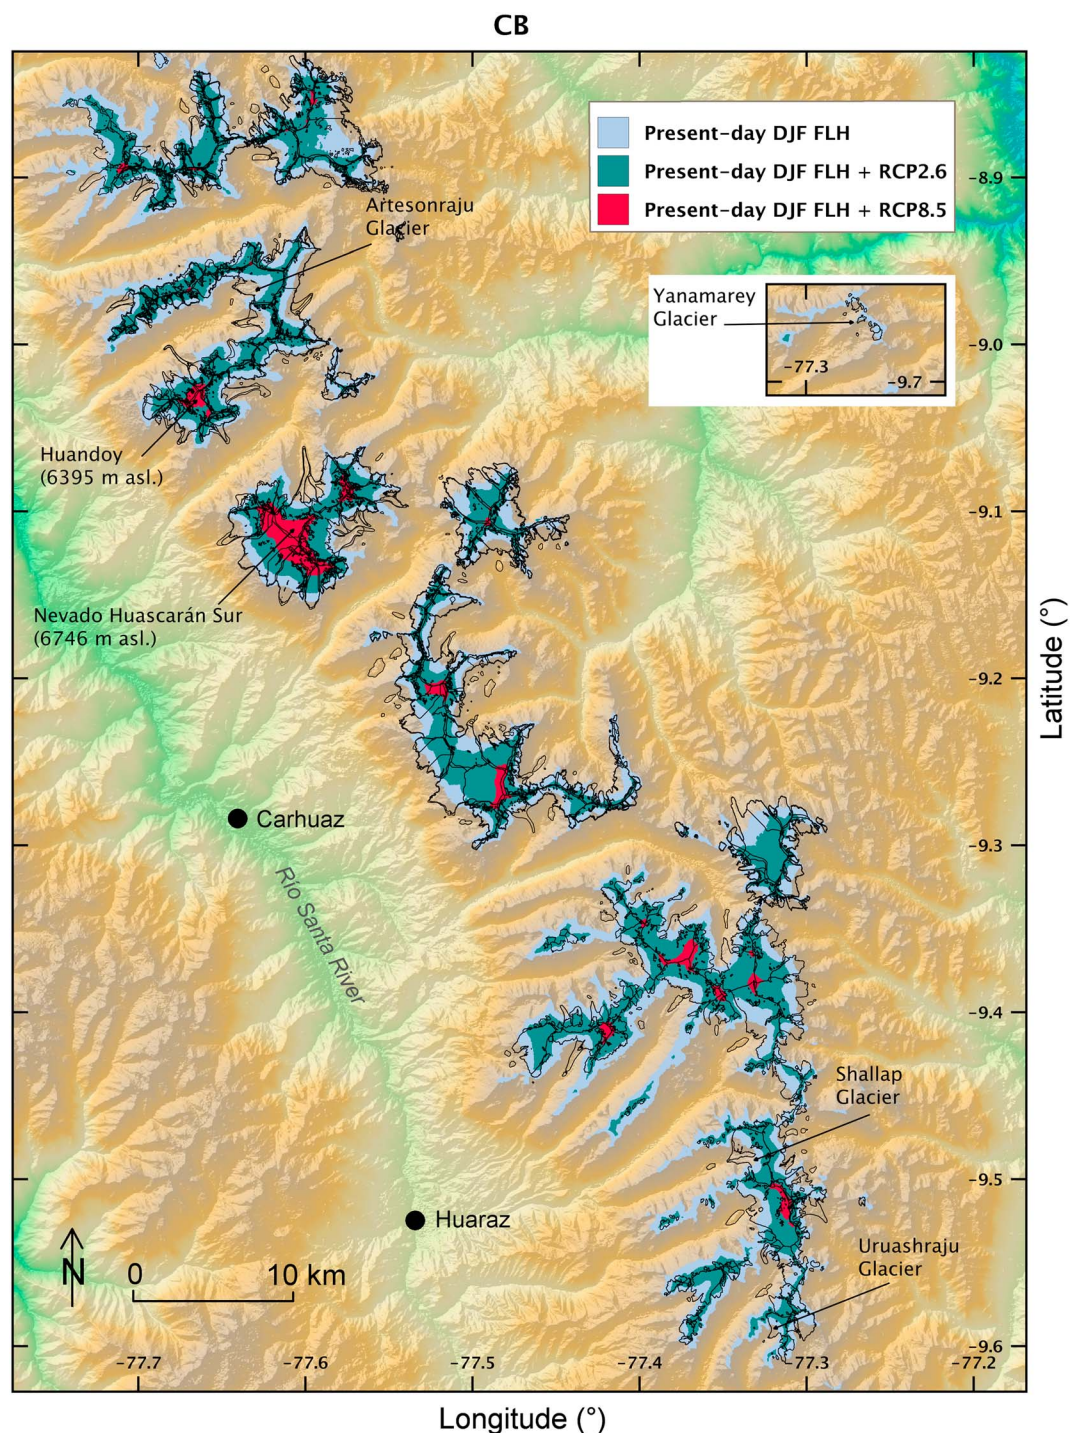 CB
Present-day DJF FLH
Present-day DJF FLH + RCP2.6
Present-day DJF FLH + RCP8.5
Artesonraju
Glacier
Yanamarey
Glacier
-77.3
-9.7
Huandoy
(6395 m asl.)
Nevado Huascarán Sur
(6746 m asl.)
Carhuaz
Río Santa River
Shallap
Glacier
Huaraz
Uruashraju
Glacier
N
0 10 km
-8.9
-9.0
-9.1
-9.2
-9.3
-9.4
-9.5
-9.6
Latitude (°)
-77.7 -77.6 -77.5 -77.4 -77.3 -77.2
Longitude (°)